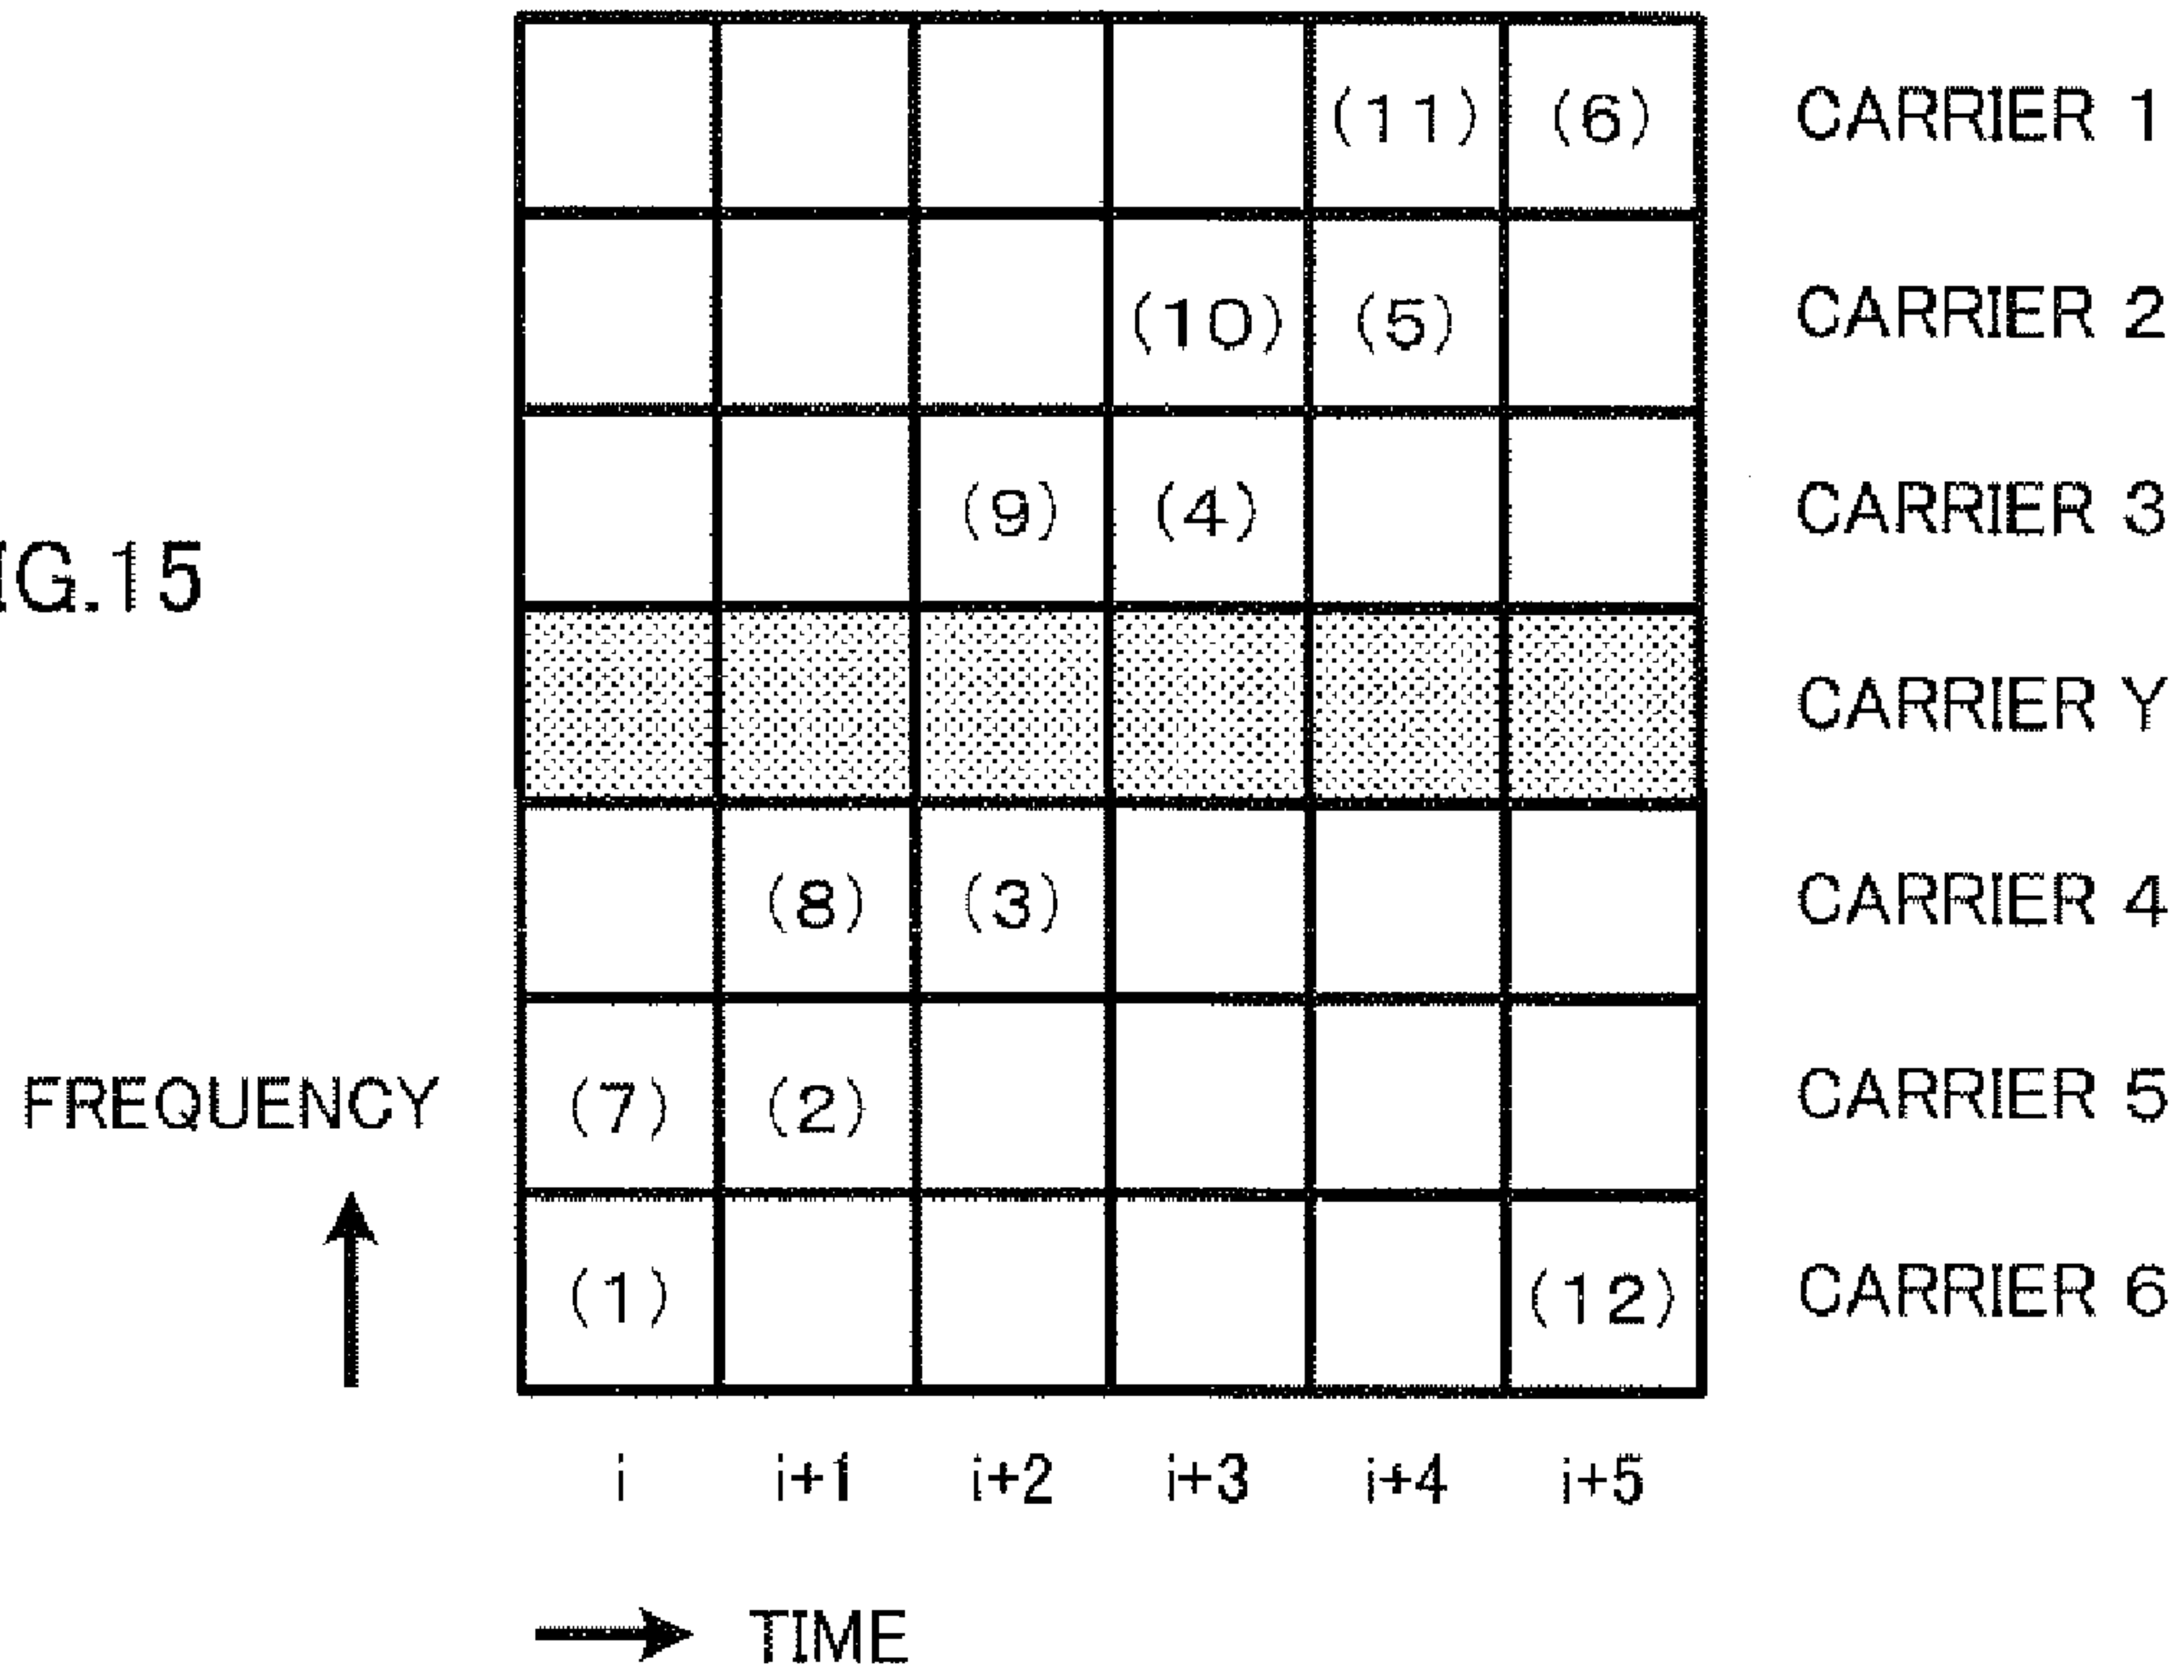 (11) (6) CARRIER 1
(10) (5) CARRIER 2
(9) (4) CARRIER 3
IG.15
CARRIER Y
(8) (3) CARRIER 4
FREQUENCY (7) (2) CARRIER 5
(1) (12) CARRIER 6
i i+1 i+2 i+3 i+4 i+5
TIME